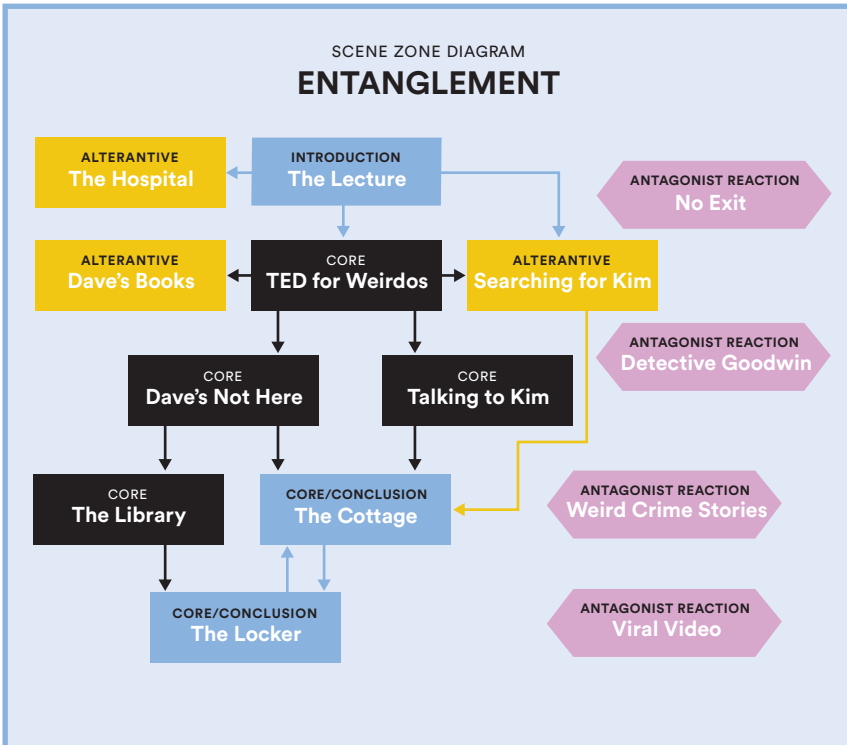 SCENE ZONE DIAGRAM
ENTANGLEMENT
ALTERANTIVE
The Hospital
INTRODUCTION
The Lecture
ANTAGONIST REACTION
No Exit
ALTERANTIVE
Dave's Books
CORE
TED for Weirdos
ALTERANTIVE
Searching for Kim
ANTAGONIST REACTION
Detective Goodwin
CORE
Dave's Not Here
CORE
Talking to Kim
CORE
The Library
CORE/CONCLUSION
The Cottage
ANTAGONIST REACTION
Weird Crime Stories
CORE/CONCLUSION
The Locker
ANTAGONIST REACTION
Viral Video